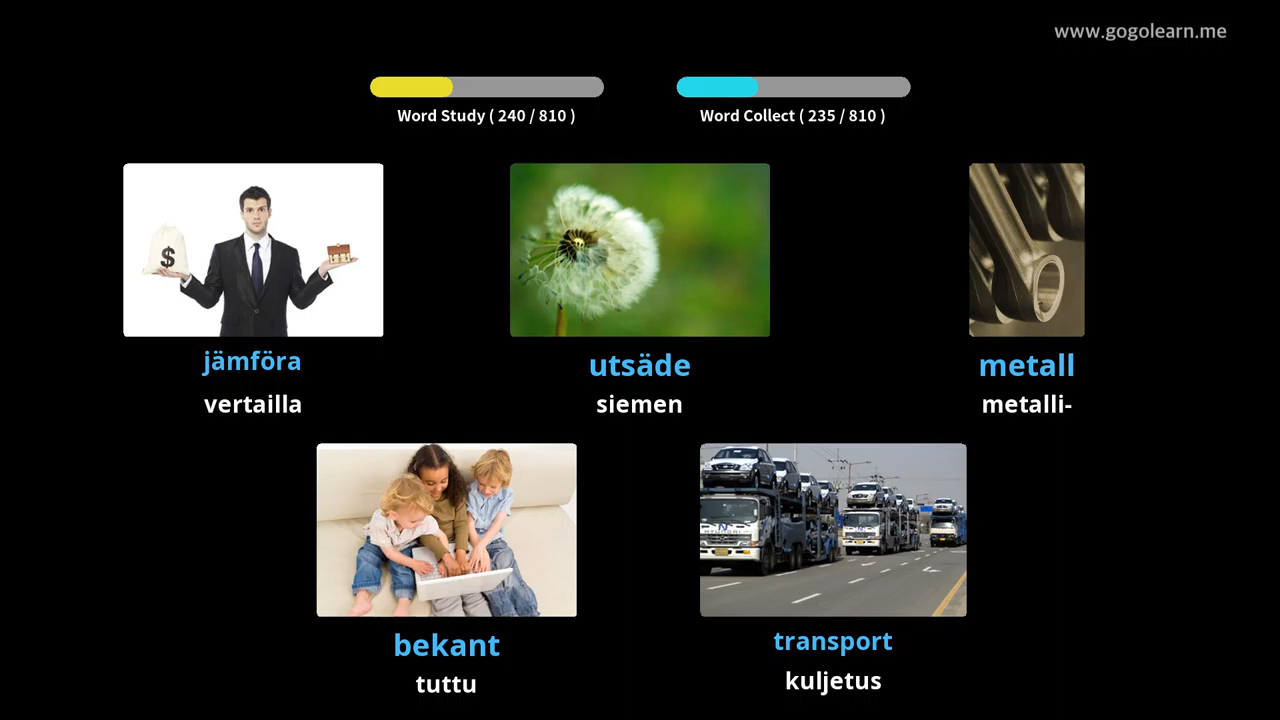 www.gogolearn.me
Word Study ( 240 / 810 )
Word Collect ( 235 / 810 )
$
jämföra
utsäde
metall
vertailla
siemen
metalli-
bekant
transport
tuttu
kuljetus